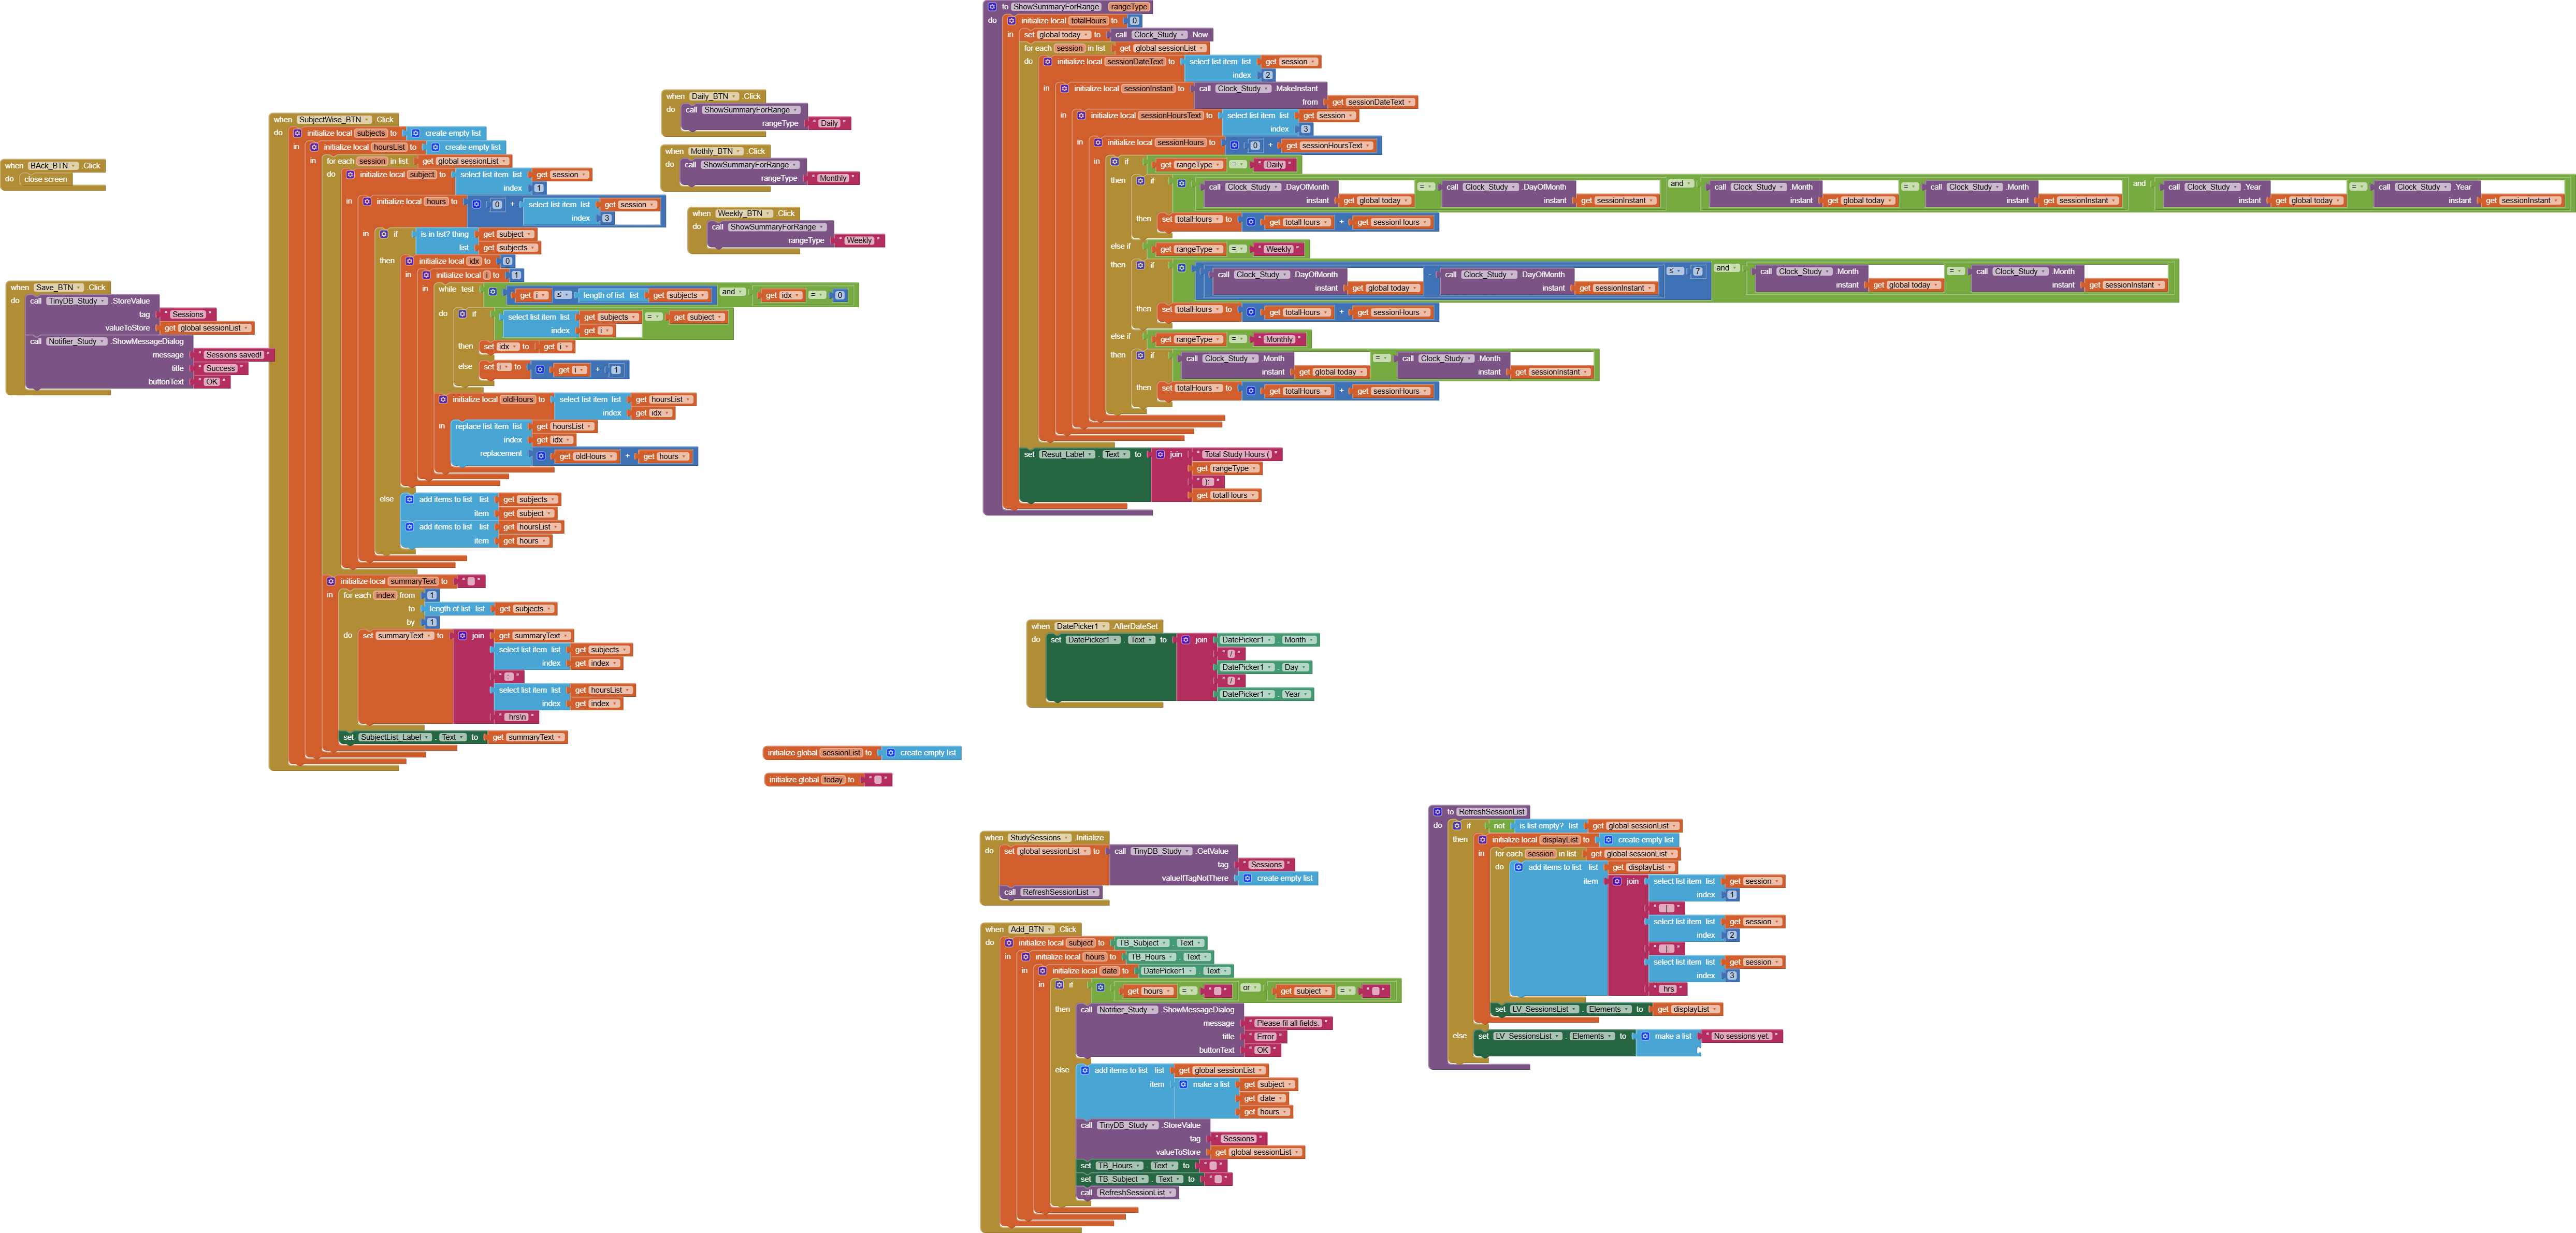 when BAck_BTN .Click
do close screen
when Save_BTN .Click
do call TinyDB_Study .StoreValue
tag " Sessions "
valueToStore get global sessionList
call Notifier_Study .ShowMessageDialog
message " Sessions saved! "
title " Success "
buttonText " OK "
when SubjectWise_BTN .Click
do initialize local subjects to create empty list
in initialize local hoursList to create empty list
in for each session in list get global sessionList
do initialize local subject to select list item list get session
index 1
in initialize local hours to 0 + select list item list get session
index 3
in if is in list? thing get subject
list get subjects
then initialize local idx to 0
in initialize local i to 1
in while test get i ≤ length of list list get subjects and get idx = 0
do if select list item list get subjects = get subject
index get i
then set idx to get i
else set i to get i + 1
initialize local oldHours to select list item list get hoursList
index get idx
in replace list item list get hoursList
index get idx
replacement get oldHours + get hours
else add items to list list get subjects
item get subject
add items to list list get hoursList
item get hours
initialize local summaryText to " "
in for each index from 1
to length of list list get subjects
by 1
do set summaryText to join get summaryText
select list item list get subjects
index get index
" : "
select list item list get hoursList
index get index
" hrs\n "
set SubjectList_Label . Text to get summaryText
when Daily_BTN .Click
do call ShowSummaryForRange
rangeType " Daily "
when Mothly_BTN .Click
do call ShowSummaryForRange
rangeType " Monthly "
when Weekly_BTN .Click
do call ShowSummaryForRange
rangeType " Weekly "
initialize global sessionList to create empty list
initialize global today to " "
to ShowSummaryForRange rangeType
do initialize local totalHours to 0
in set global today to call Clock_Study .Now
for each session in list get global sessionList
do initialize local sessionDateText to select list item list get session
index 2
in initialize local sessionInstant to call Clock_Study .MakeInstant
from get sessionDateText
in initialize local sessionHoursText to select list item list get session
index 3
in initialize local sessionHours to 0 + get sessionHoursText
in if get rangeType = " Daily "
then if call Clock_Study .DayOfMonth = call Clock_Study .DayOfMonth and call Clock_Study .Month = call Clock_Study .Month and call Clock_Study .Year = call Clock_Study .Year
instant get global today instant get sessionInstant instant get global today instant get sessionInstant instant get global today instant get sessionInstant
then set totalHours to get totalHours + get sessionHours
else if get rangeType = " Weekly "
then if call Clock_Study .DayOfMonth - call Clock_Study .DayOfMonth ≤ 7 and call Clock_Study .Month = call Clock_Study .Month
instant get global today instant get sessionInstant instant get global today instant get sessionInstant
then set totalHours to get totalHours + get sessionHours
else if get rangeType = " Monthly "
then if call Clock_Study .Month = call Clock_Study .Month
instant get global today instant get sessionInstant
then set totalHours to get totalHours + get sessionHours
set Resut_Label . Text to join " Total Study Hours ( "
get rangeType
" ): "
get totalHours
when DatePicker1 .AfterDateSet
do set DatePicker1 . Text to join DatePicker1 . Month
" / "
DatePicker1 . Day
" / "
DatePicker1 . Year
when StudySessions .Initialize
do set global sessionList to call TinyDB_Study .GetValue
tag " Sessions "
valueIfTagNotThere create empty list
call RefreshSessionList
when Add_BTN .Click
do initialize local subject to TB_Subject . Text
in initialize local hours to TB_Hours . Text
in initialize local date to DatePicker1 . Text
in if get hours = " " or get subject = " "
then call Notifier_Study .ShowMessageDialog
message " Please fil all fields. "
title " Error "
buttonText " OK "
else add items to list list get global sessionList
item make a list get subject
get date
get hours
call TinyDB_Study .StoreValue
tag " Sessions "
valueToStore get global sessionList
set TB_Hours . Text to " "
set TB_Subject . Text to " "
call RefreshSessionList
to RefreshSessionList
do if not is list empty? list get global sessionList
then initialize local displayList to create empty list
in for each session in list get global sessionList
do add items to list list get displayList
item join select list item list get session
index 1
" | "
select list item list get session
index 2
" | "
select list item list get session
index 3
" hrs "
set LV_SessionsList . Elements to get displayList
else set LV_SessionsList . Elements to make a list " No sessions yet. "